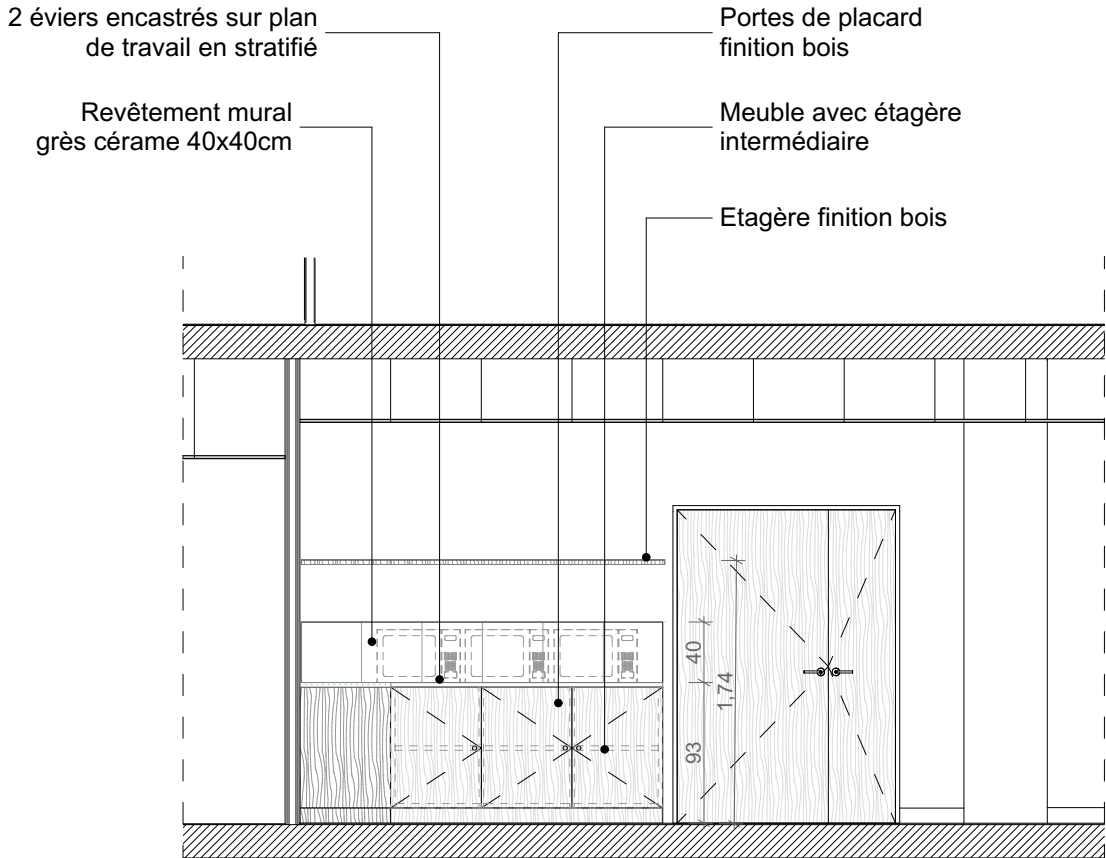 2 éviers encastrés sur plan
de travail en stratifié
Revêtement mural
grès cérame 40x40cm
Portes de placard
finition bois
Meuble avec étagère
intermédiaire
Etagère finition bois
40
1,74
93